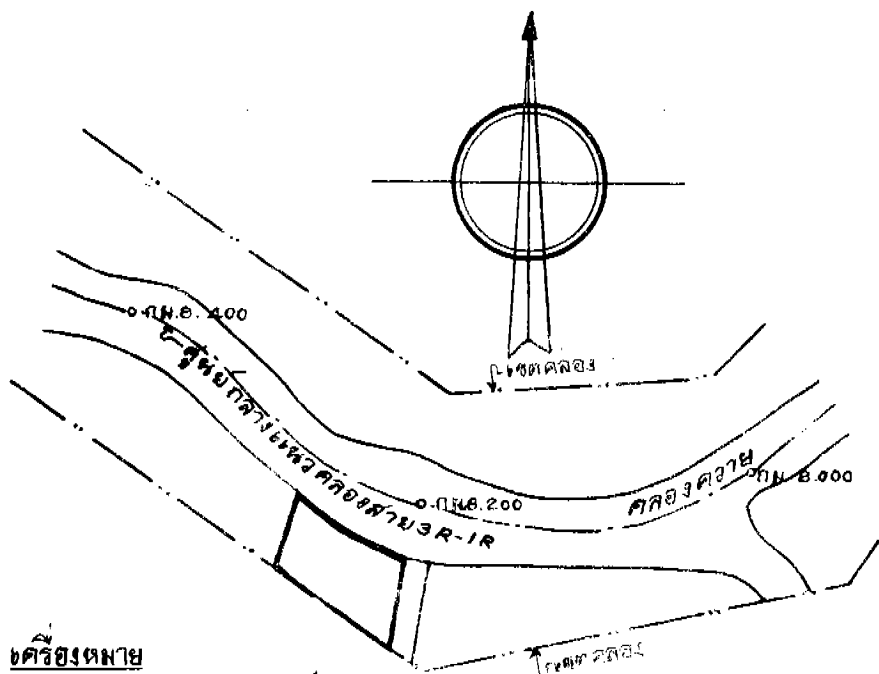 เขตคลอง
กม.8.400
ศูนย์กลางแนวคลองสาย3R-1R
กม.8.200
คลองควาย
กม.8.000
เขตคลอง
เครื่องหมาย